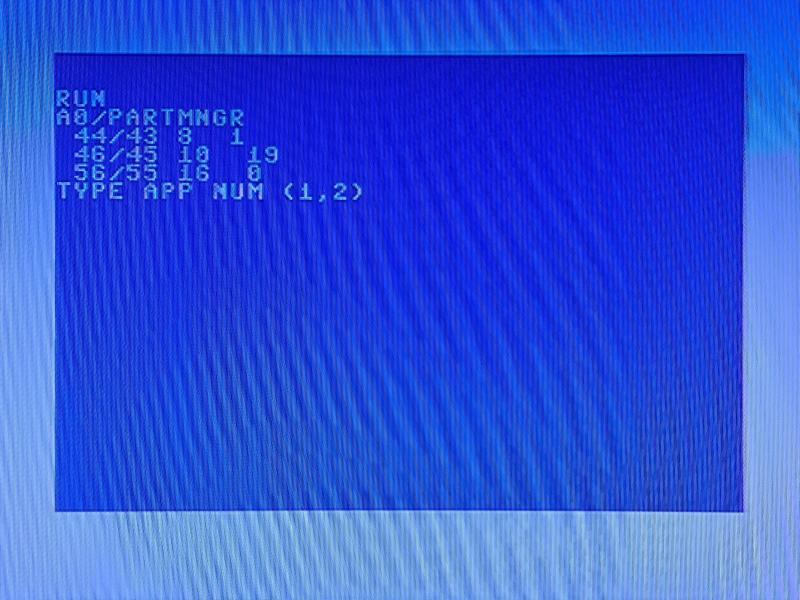 RUN
A0/PARTMNGR
44/43 8 1
46/45 10 19
56/55 16 0
TYPE APP NUM (1,2)